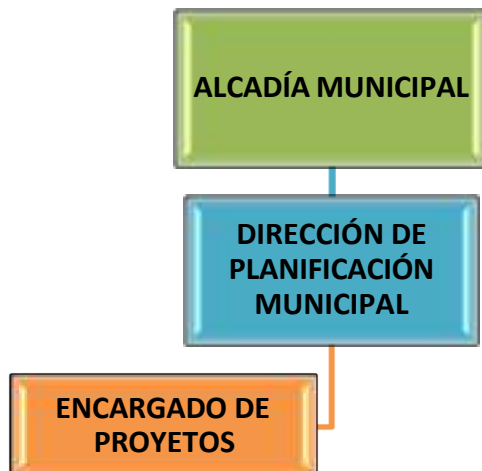 ALCADÍA MUNICIPAL
DIRECCIÓN DE
PLANIFICACIÓN
MUNICIPAL
ENCARGADO DE
PROYETOS